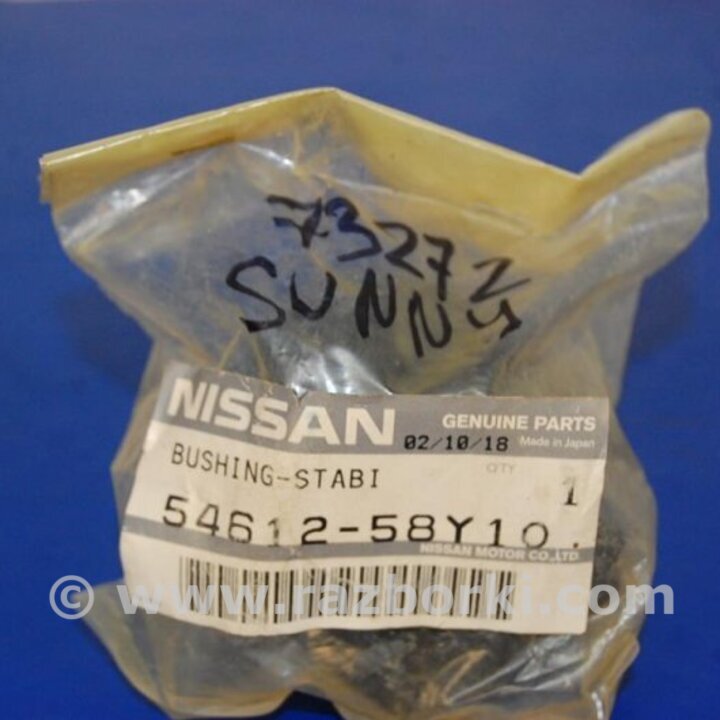 73272
SUNNY
NISSAN
GENUINE PARTS
02/10/18 Made in Japan
BUSHING-STABI
QTY
1
54612-58Y10.
NISSAN MOTOR CO.,LTD.
© www.razborki.com